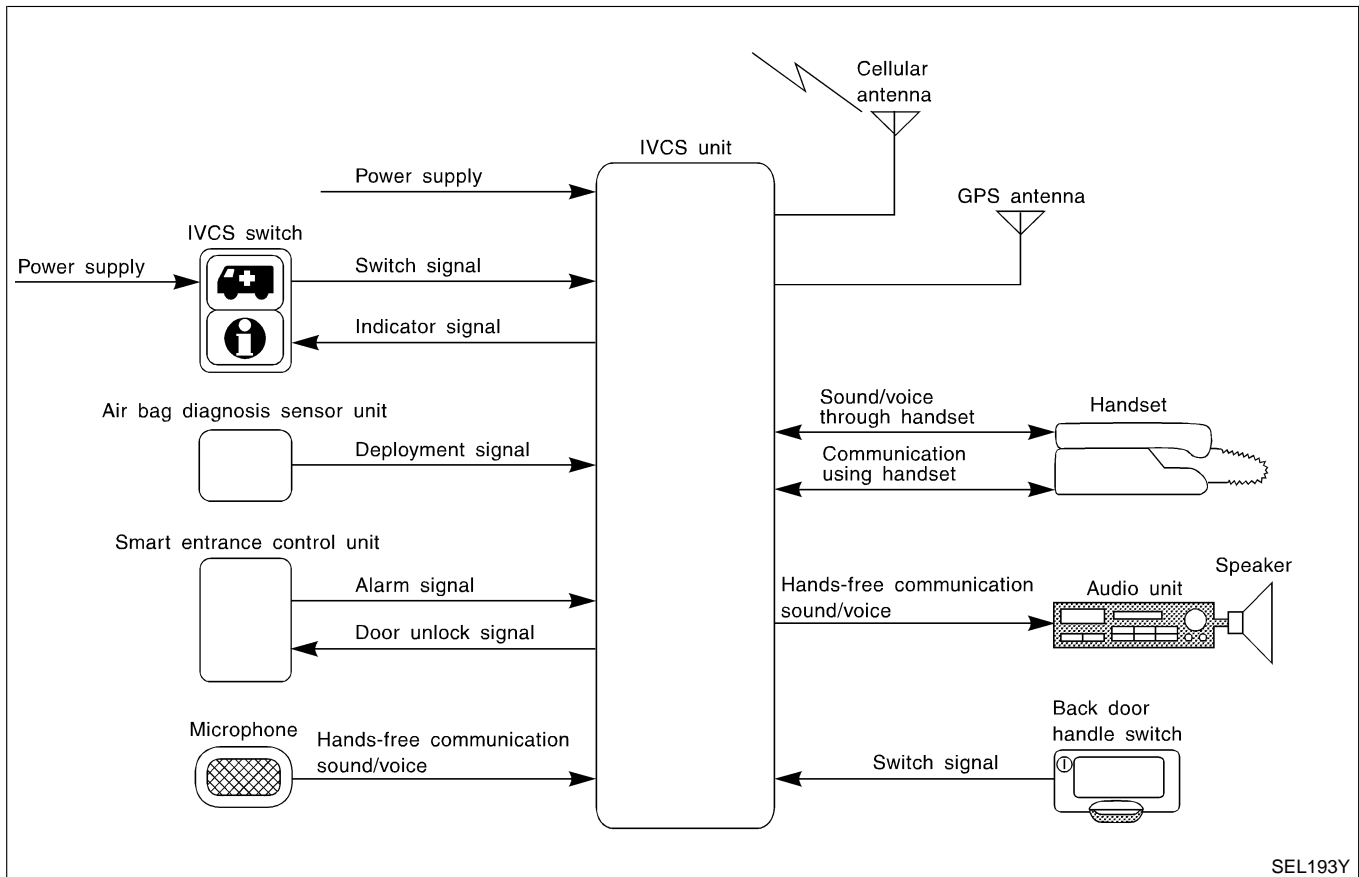 Cellular
antenna
IVCS unit
Power supply
GPS antenna
IVCS switch
Power supply
Switch signal
Indicator signal
Air bag diagnosis sensor unit
Deployment signal
Sound/voice
through handset
Handset
Communication
using handset
Smart entrance control unit
Alarm signal
Door unlock signal
Hands-free communication
sound/voice
Audio unit
Speaker
Microphone
Hands-free communication
sound/voice
Back door
handle switch
Switch signal
SEL193Y